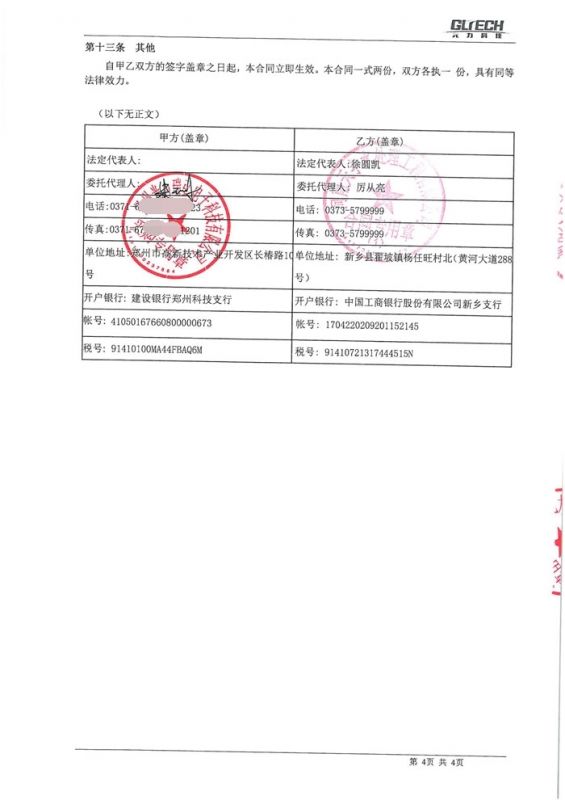 GLTECH
光力科技
第十三条 其他
自甲乙双方的签字盖章之日起，本合同立即生效。本合同一式两份，双方各执一 份，具有同等
法律效力。
（以下无正文）
甲方(盖章)
乙方(盖章)
法定代表人:
法定代表人:徐圆凯
委托代理人:
委托代理人: 厉从亮
电话:0371-6 23
电话: 0373-5799999
传真:0371-67 1201
传真: 0373-5799999
单位地址:郑州市高新技术产业开发区长椿路10
号
单位地址: 新乡县翟坡镇杨任旺村北(黄河大道288
号)
开户银行: 建设银行郑州科技支行
开户银行: 中国工商银行股份有限公司新乡支行
帐号: 41050167660800000673
帐号: 1704220209201152145
税号: 91410100MA44FBAQ6M
税号: 91410721317444515N
合同专用章
第 4页 共 4页